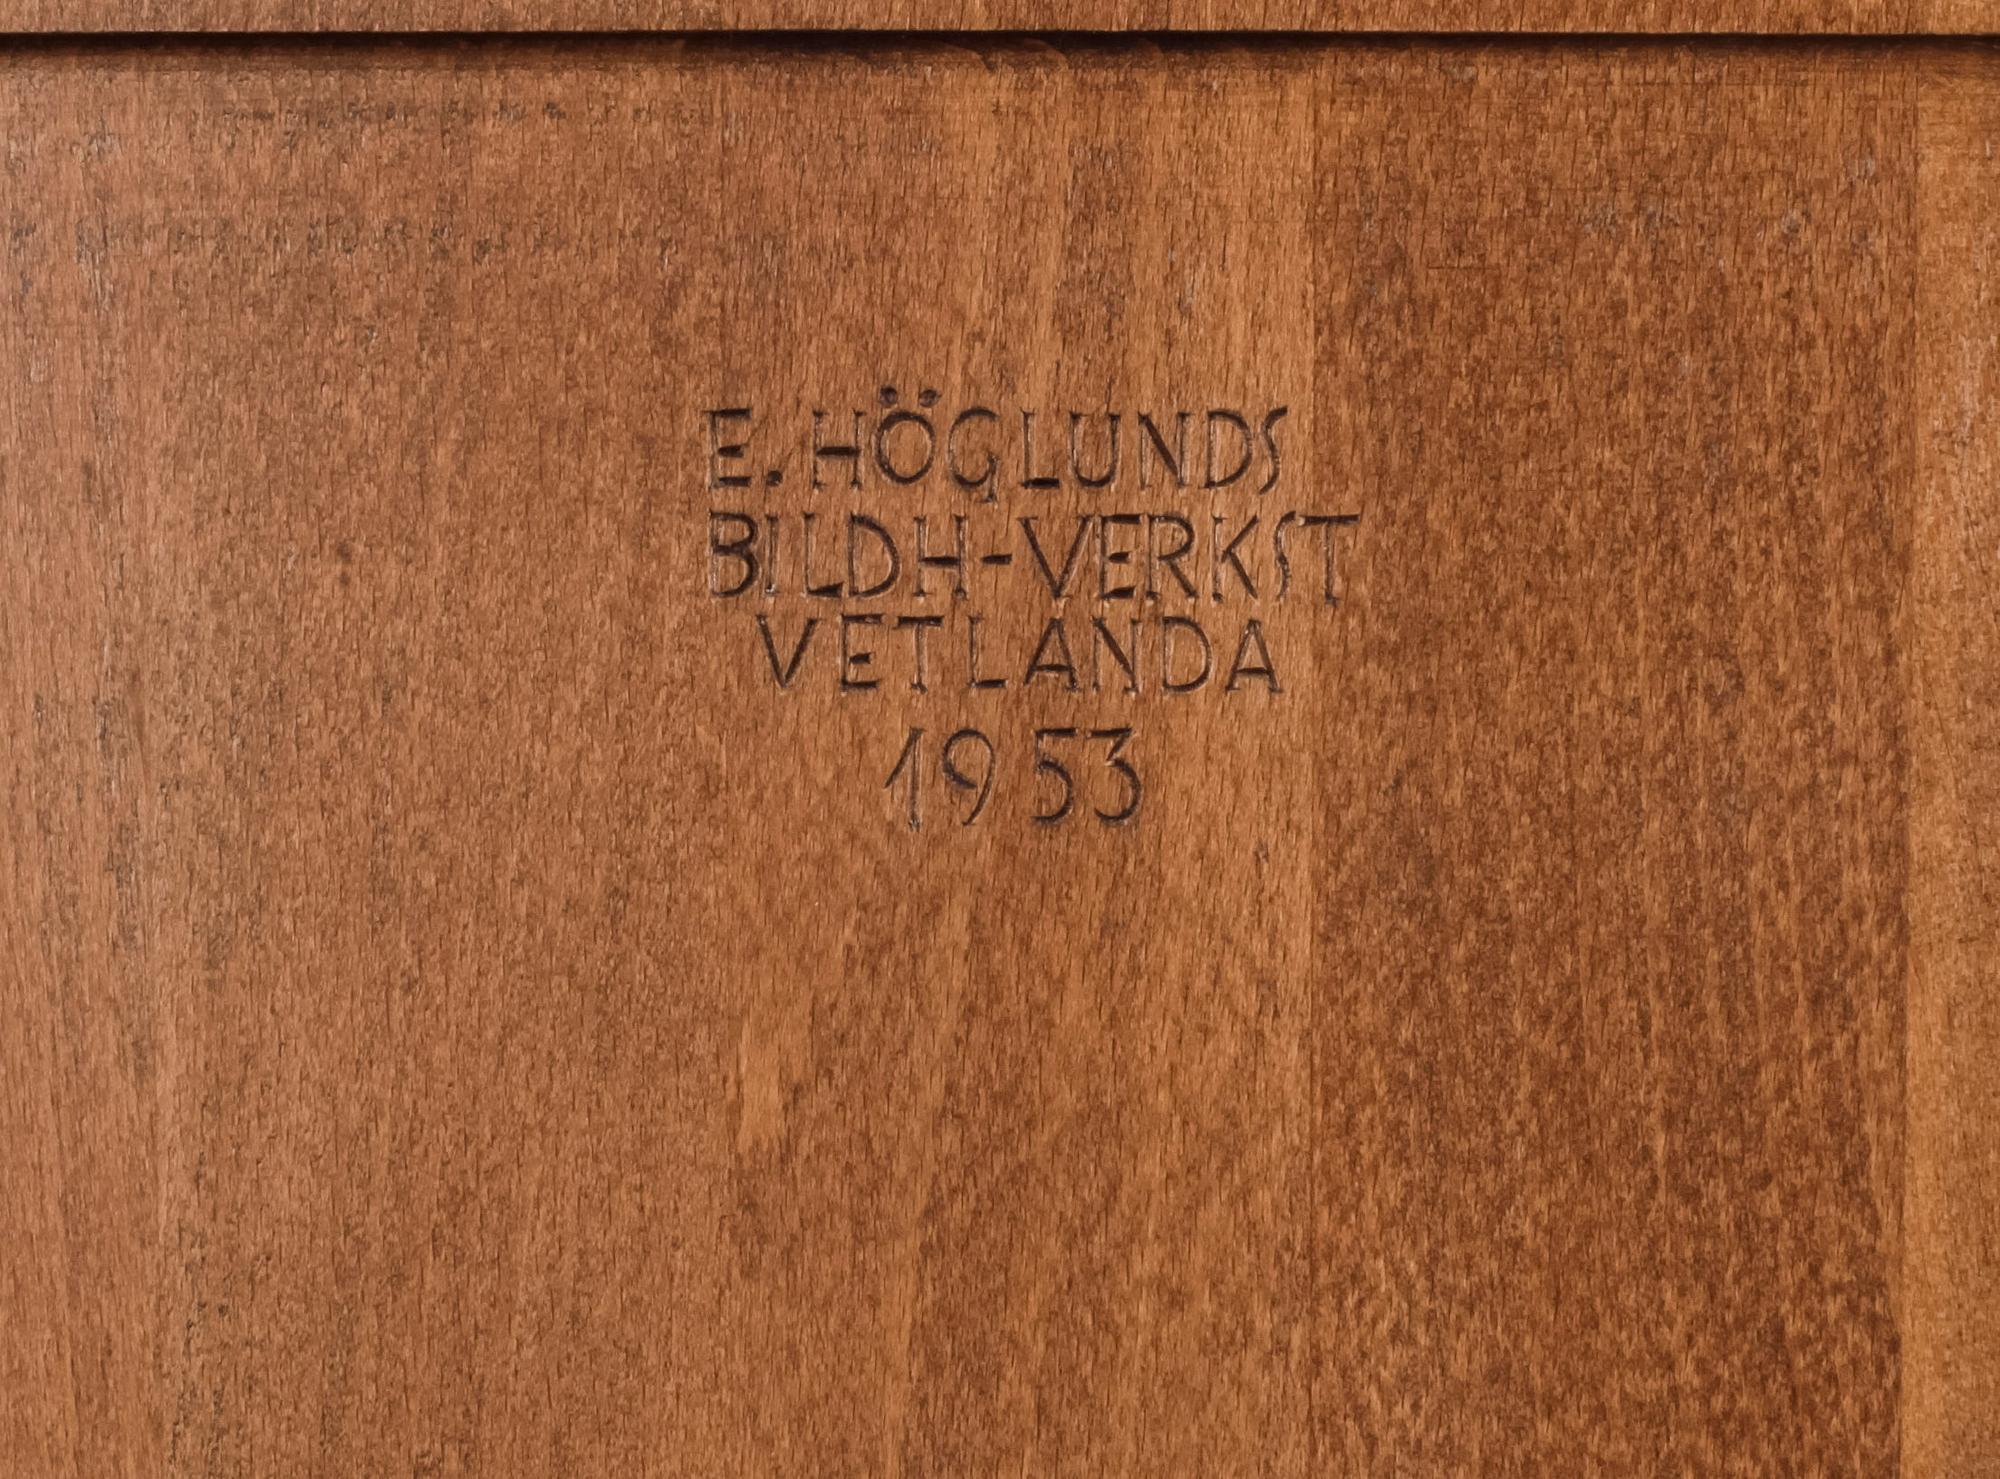 E. HÖGLUNDS
BILDH-VERKST
VETLANDA
1953